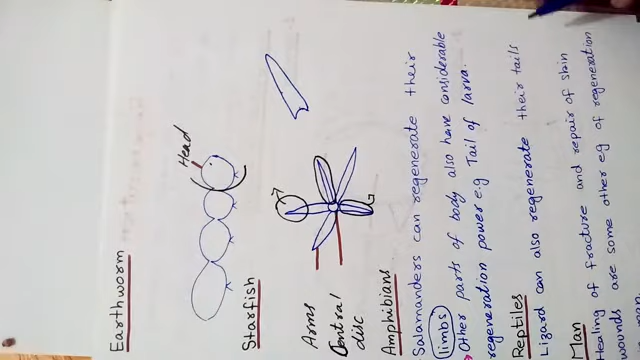 Earthworm
Head
Starfish
Arms
Central
disc
Amphibians
Salamanders can regenerate their
limbs
Other parts of body also have considerable
regeneration power e.g Tail of larva.
Reptiles
Lizard can also regenerate their tails
Man
Healing of fracture and repair of skin
wounds are some other eg of regeneration